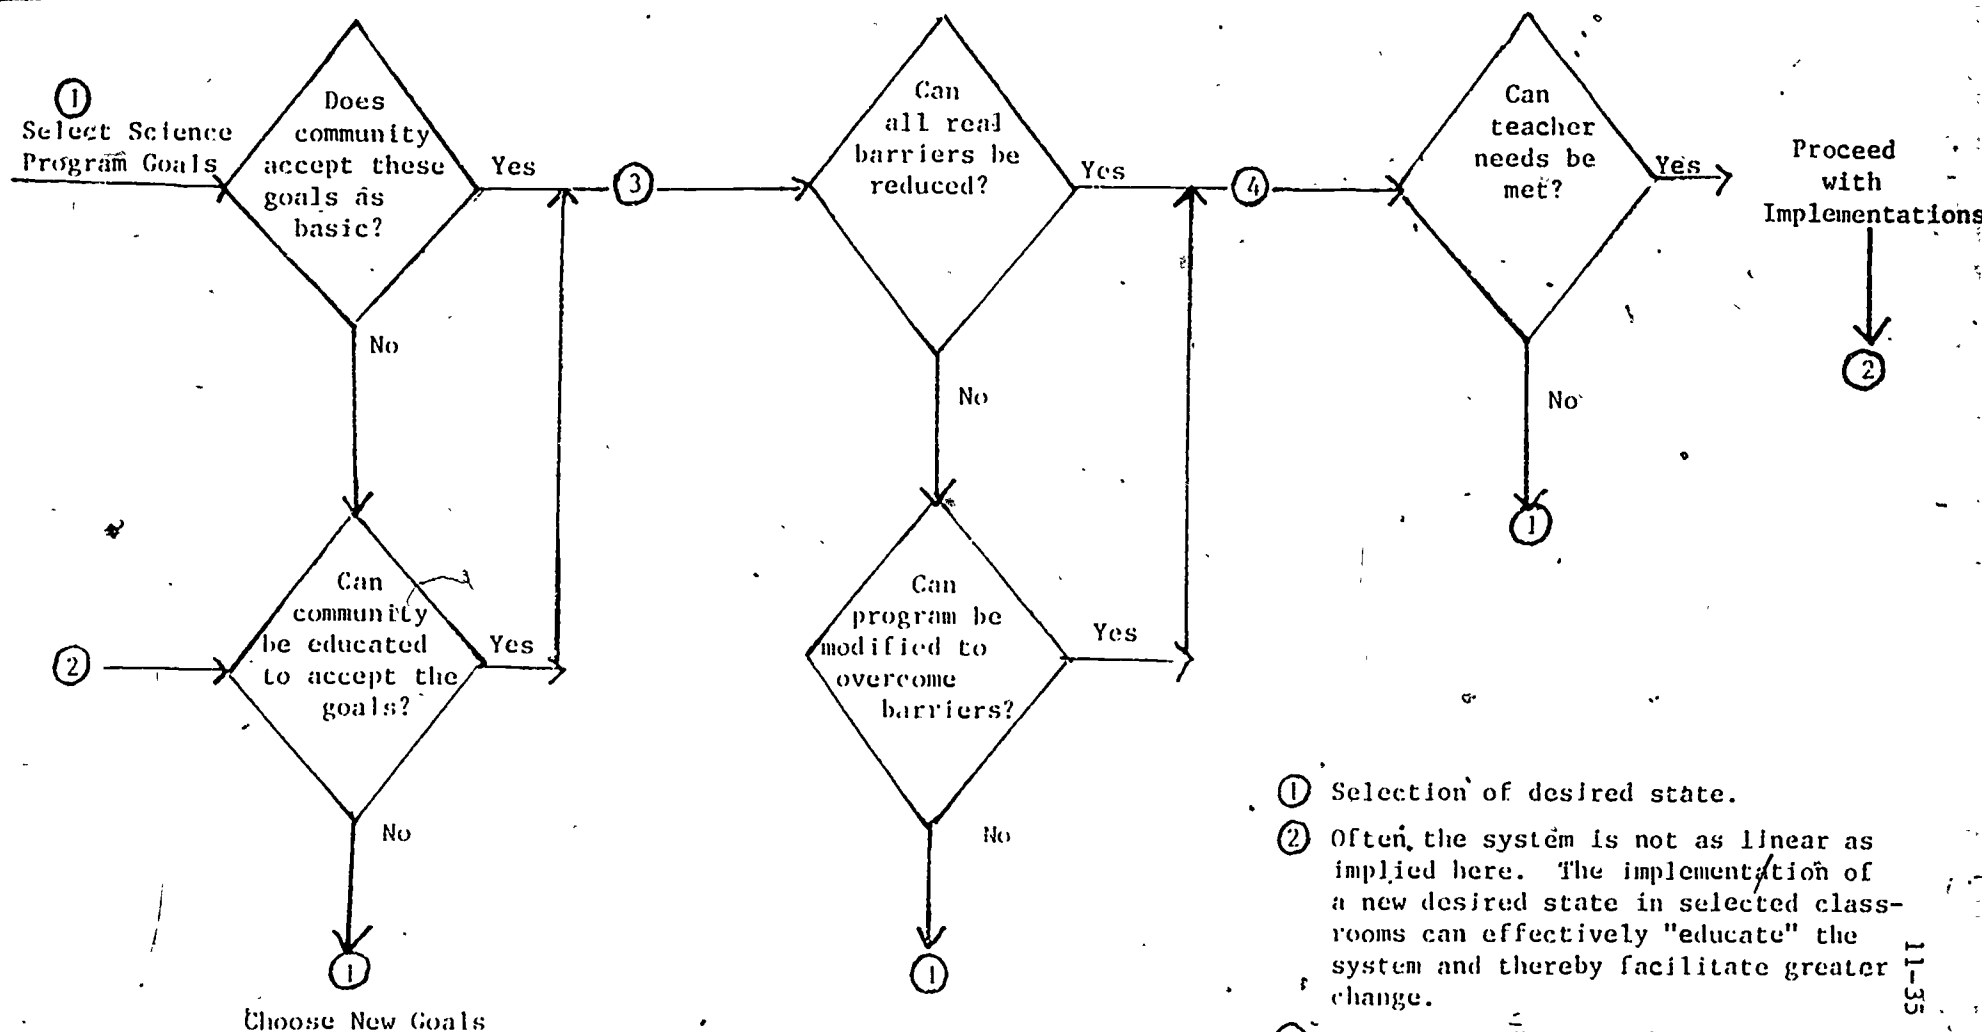 ①
Select Science
Program Goals
Does
community
accept these
goals as
basic?
Yes
No
③
Can
all real
barriers be
reduced?
Yes
No
④
Can
teacher
needs be
met?
Yes
No
①
Proceed
with
Implementations
②
②
Can
community
be educated
to accept the
goals?
Yes
No
①
Choose New Goals
Can
program be
modified to
overcome
barriers?
Yes
No
①
① Selection of desired state.
② Often the system is not as linear as
implied here. The implementation of
a new desired state in selected class-
rooms can effectively "educate" the
system and thereby facilitate greater
change.
11-35